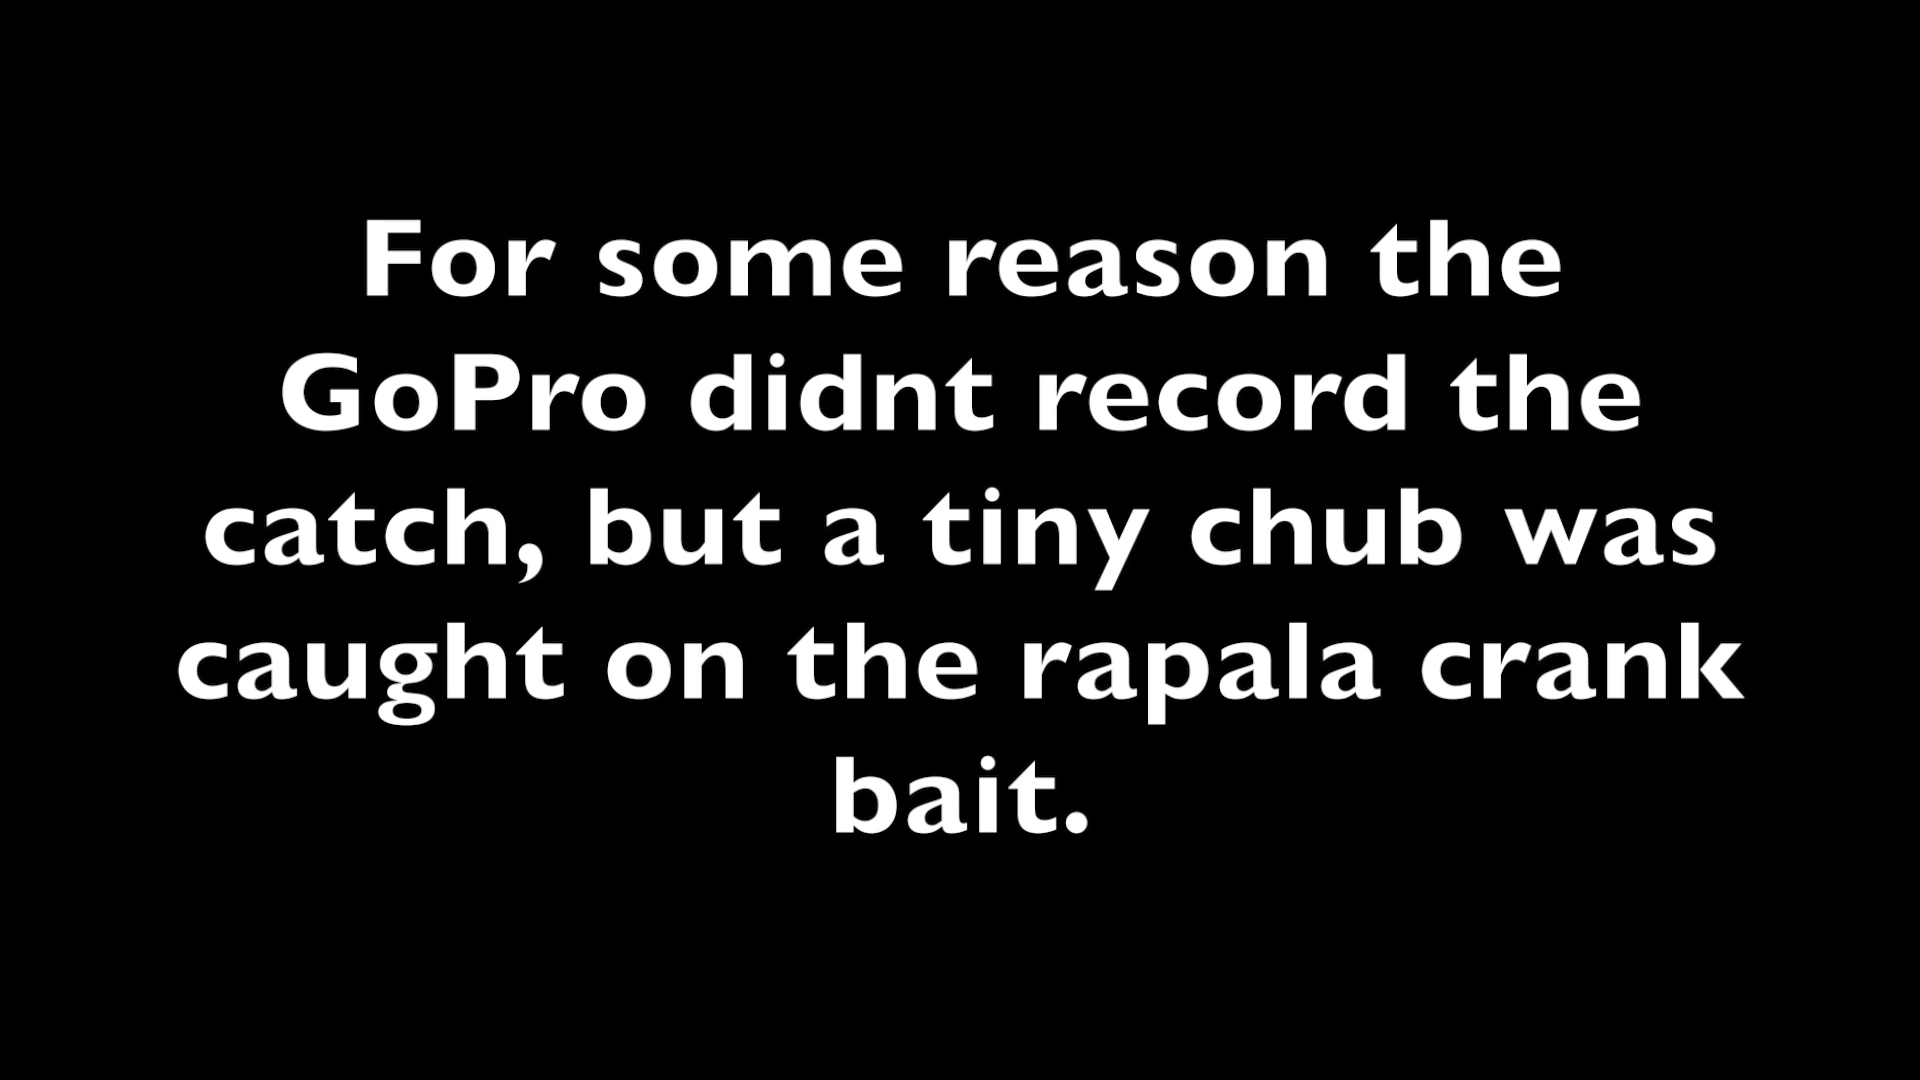 For some reason the
GoPro didnt record the
catch, but a tiny chub was
caught on the rapala crank
bait.